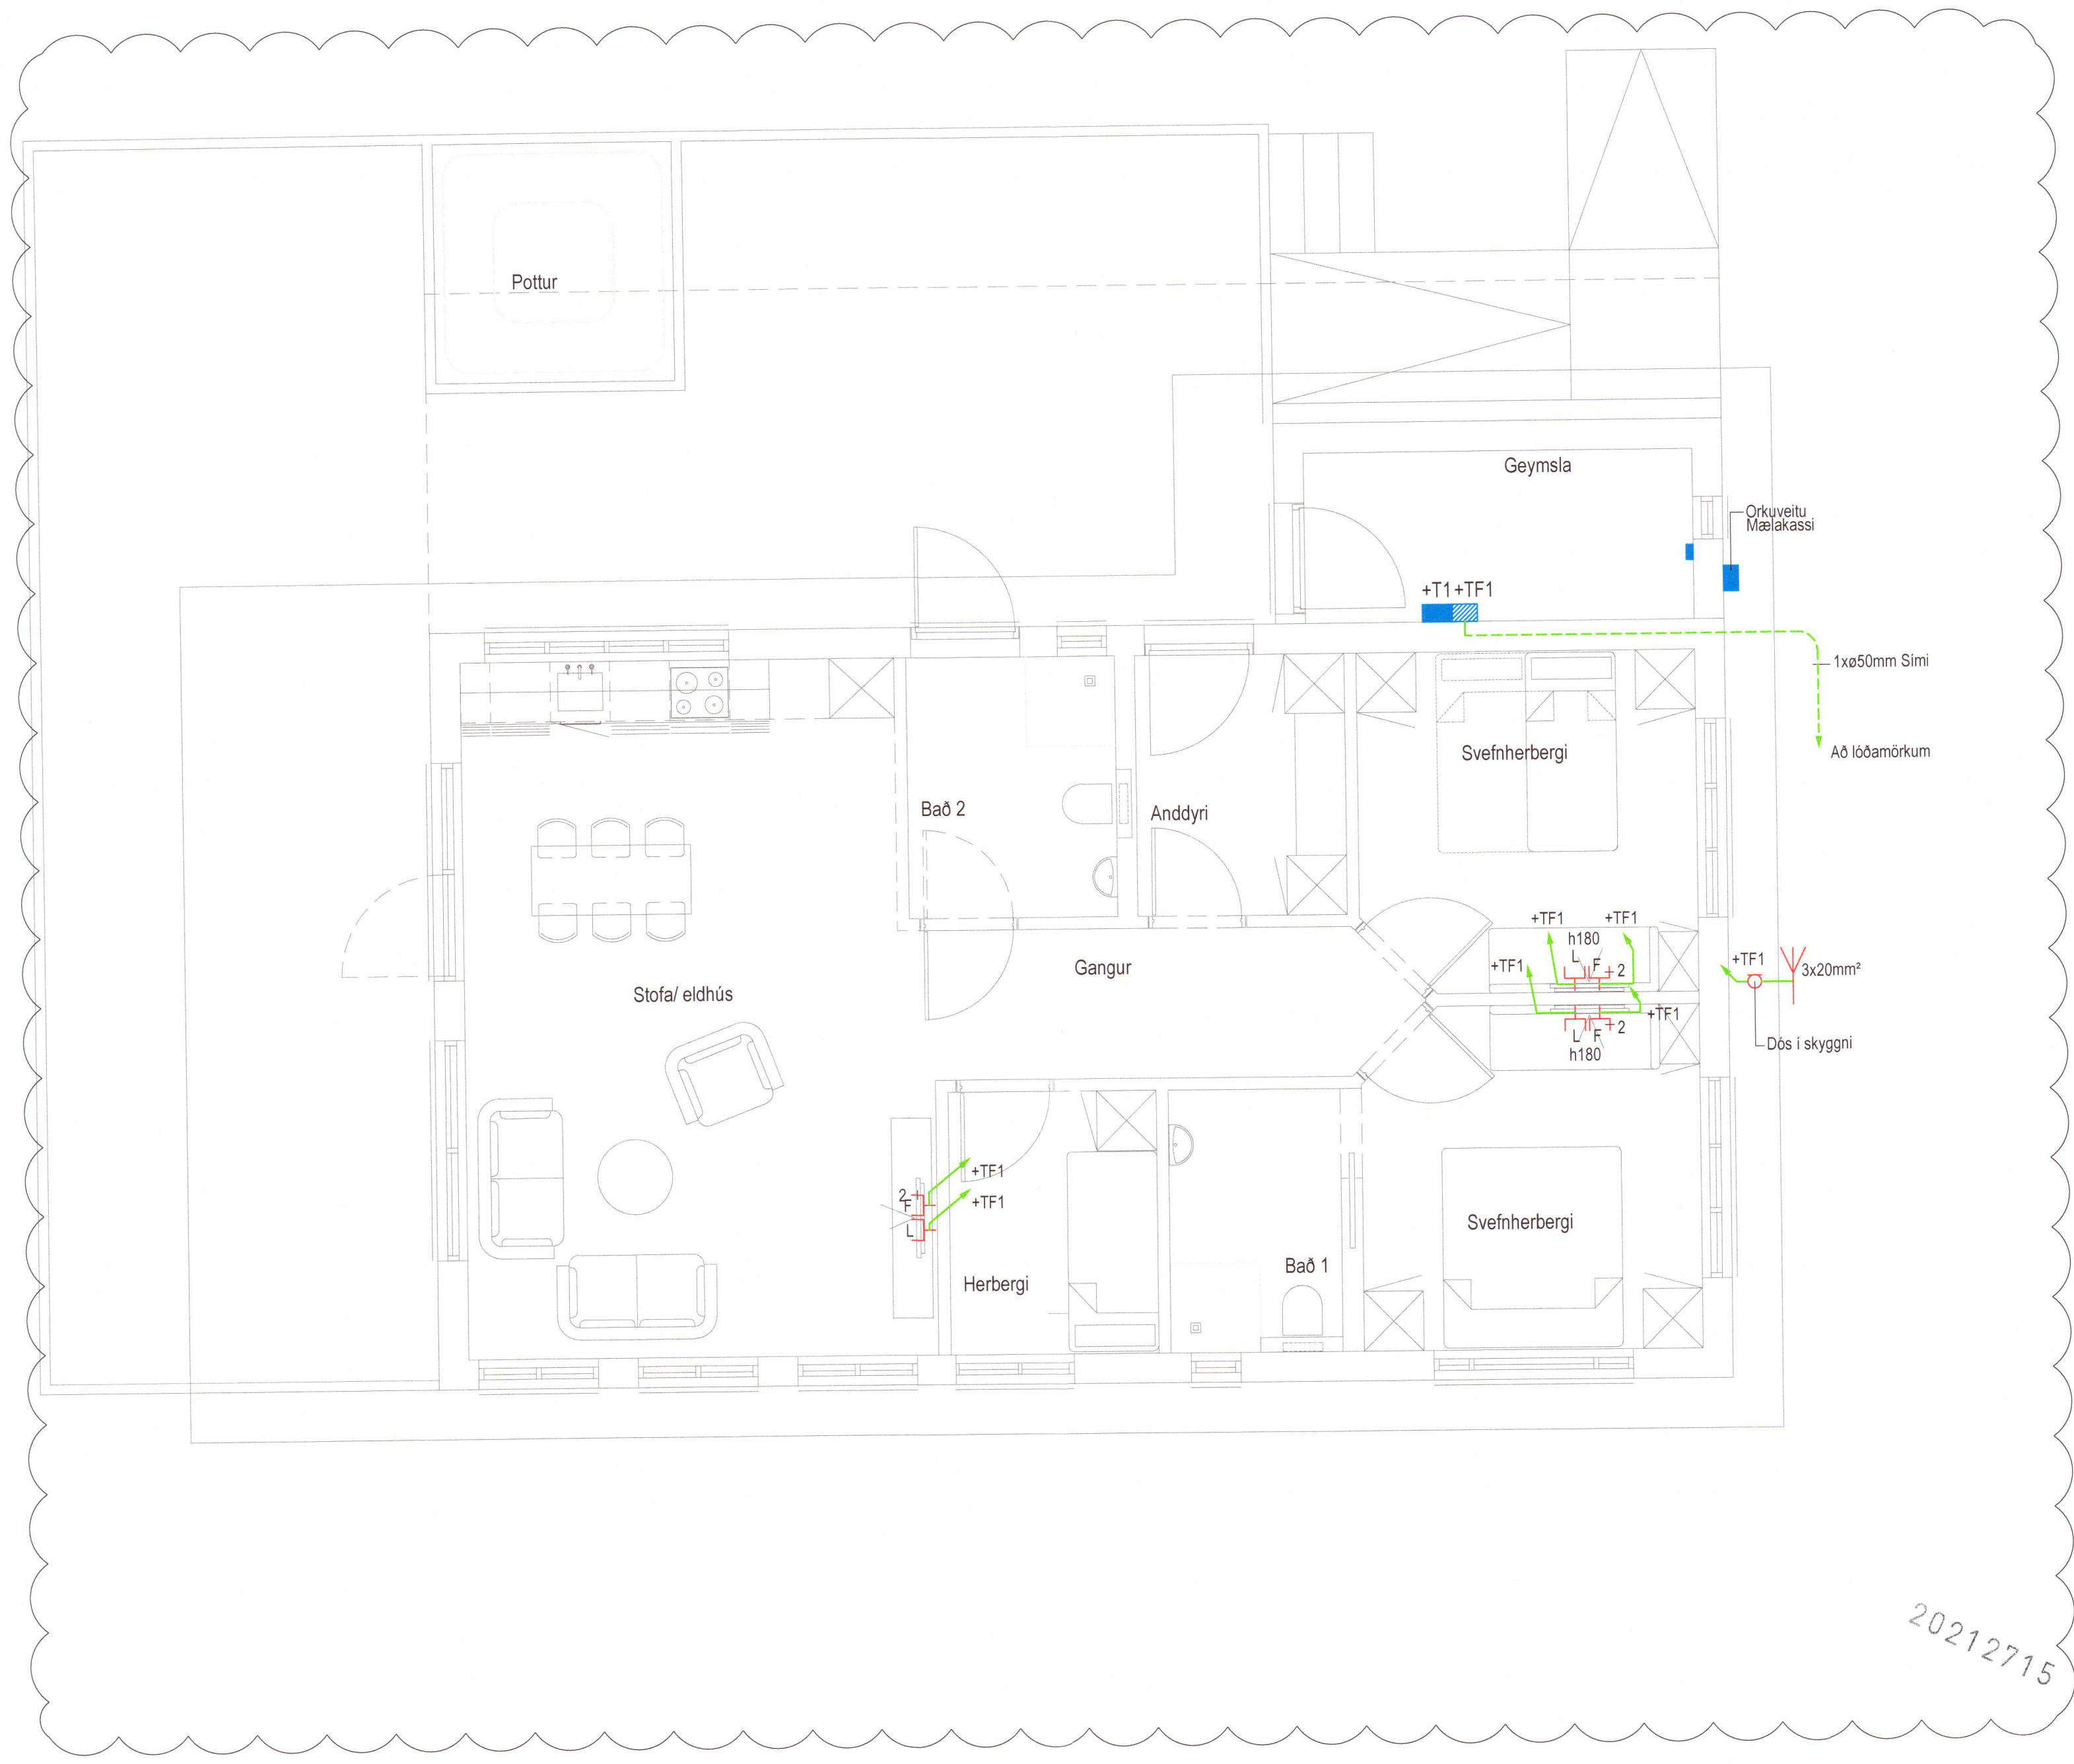 Pottur
Geymsla
Orkuveitu
Mælakassi
+T1 +TF1
1xø50mm Sími
Að lóðamörkum
Svefnherbergi
Bað 2
Anddyri
+TF1 +TF1
h180
L F
+TF1 +2
+TF1
3x20mm²
Gangur
Stofa/ eldhús
+TF1
L F +2
h180
Dós í skyggni
+TF1
2
F
+TF1
L
Svefnherbergi
Bað 1
Herbergi
20212715